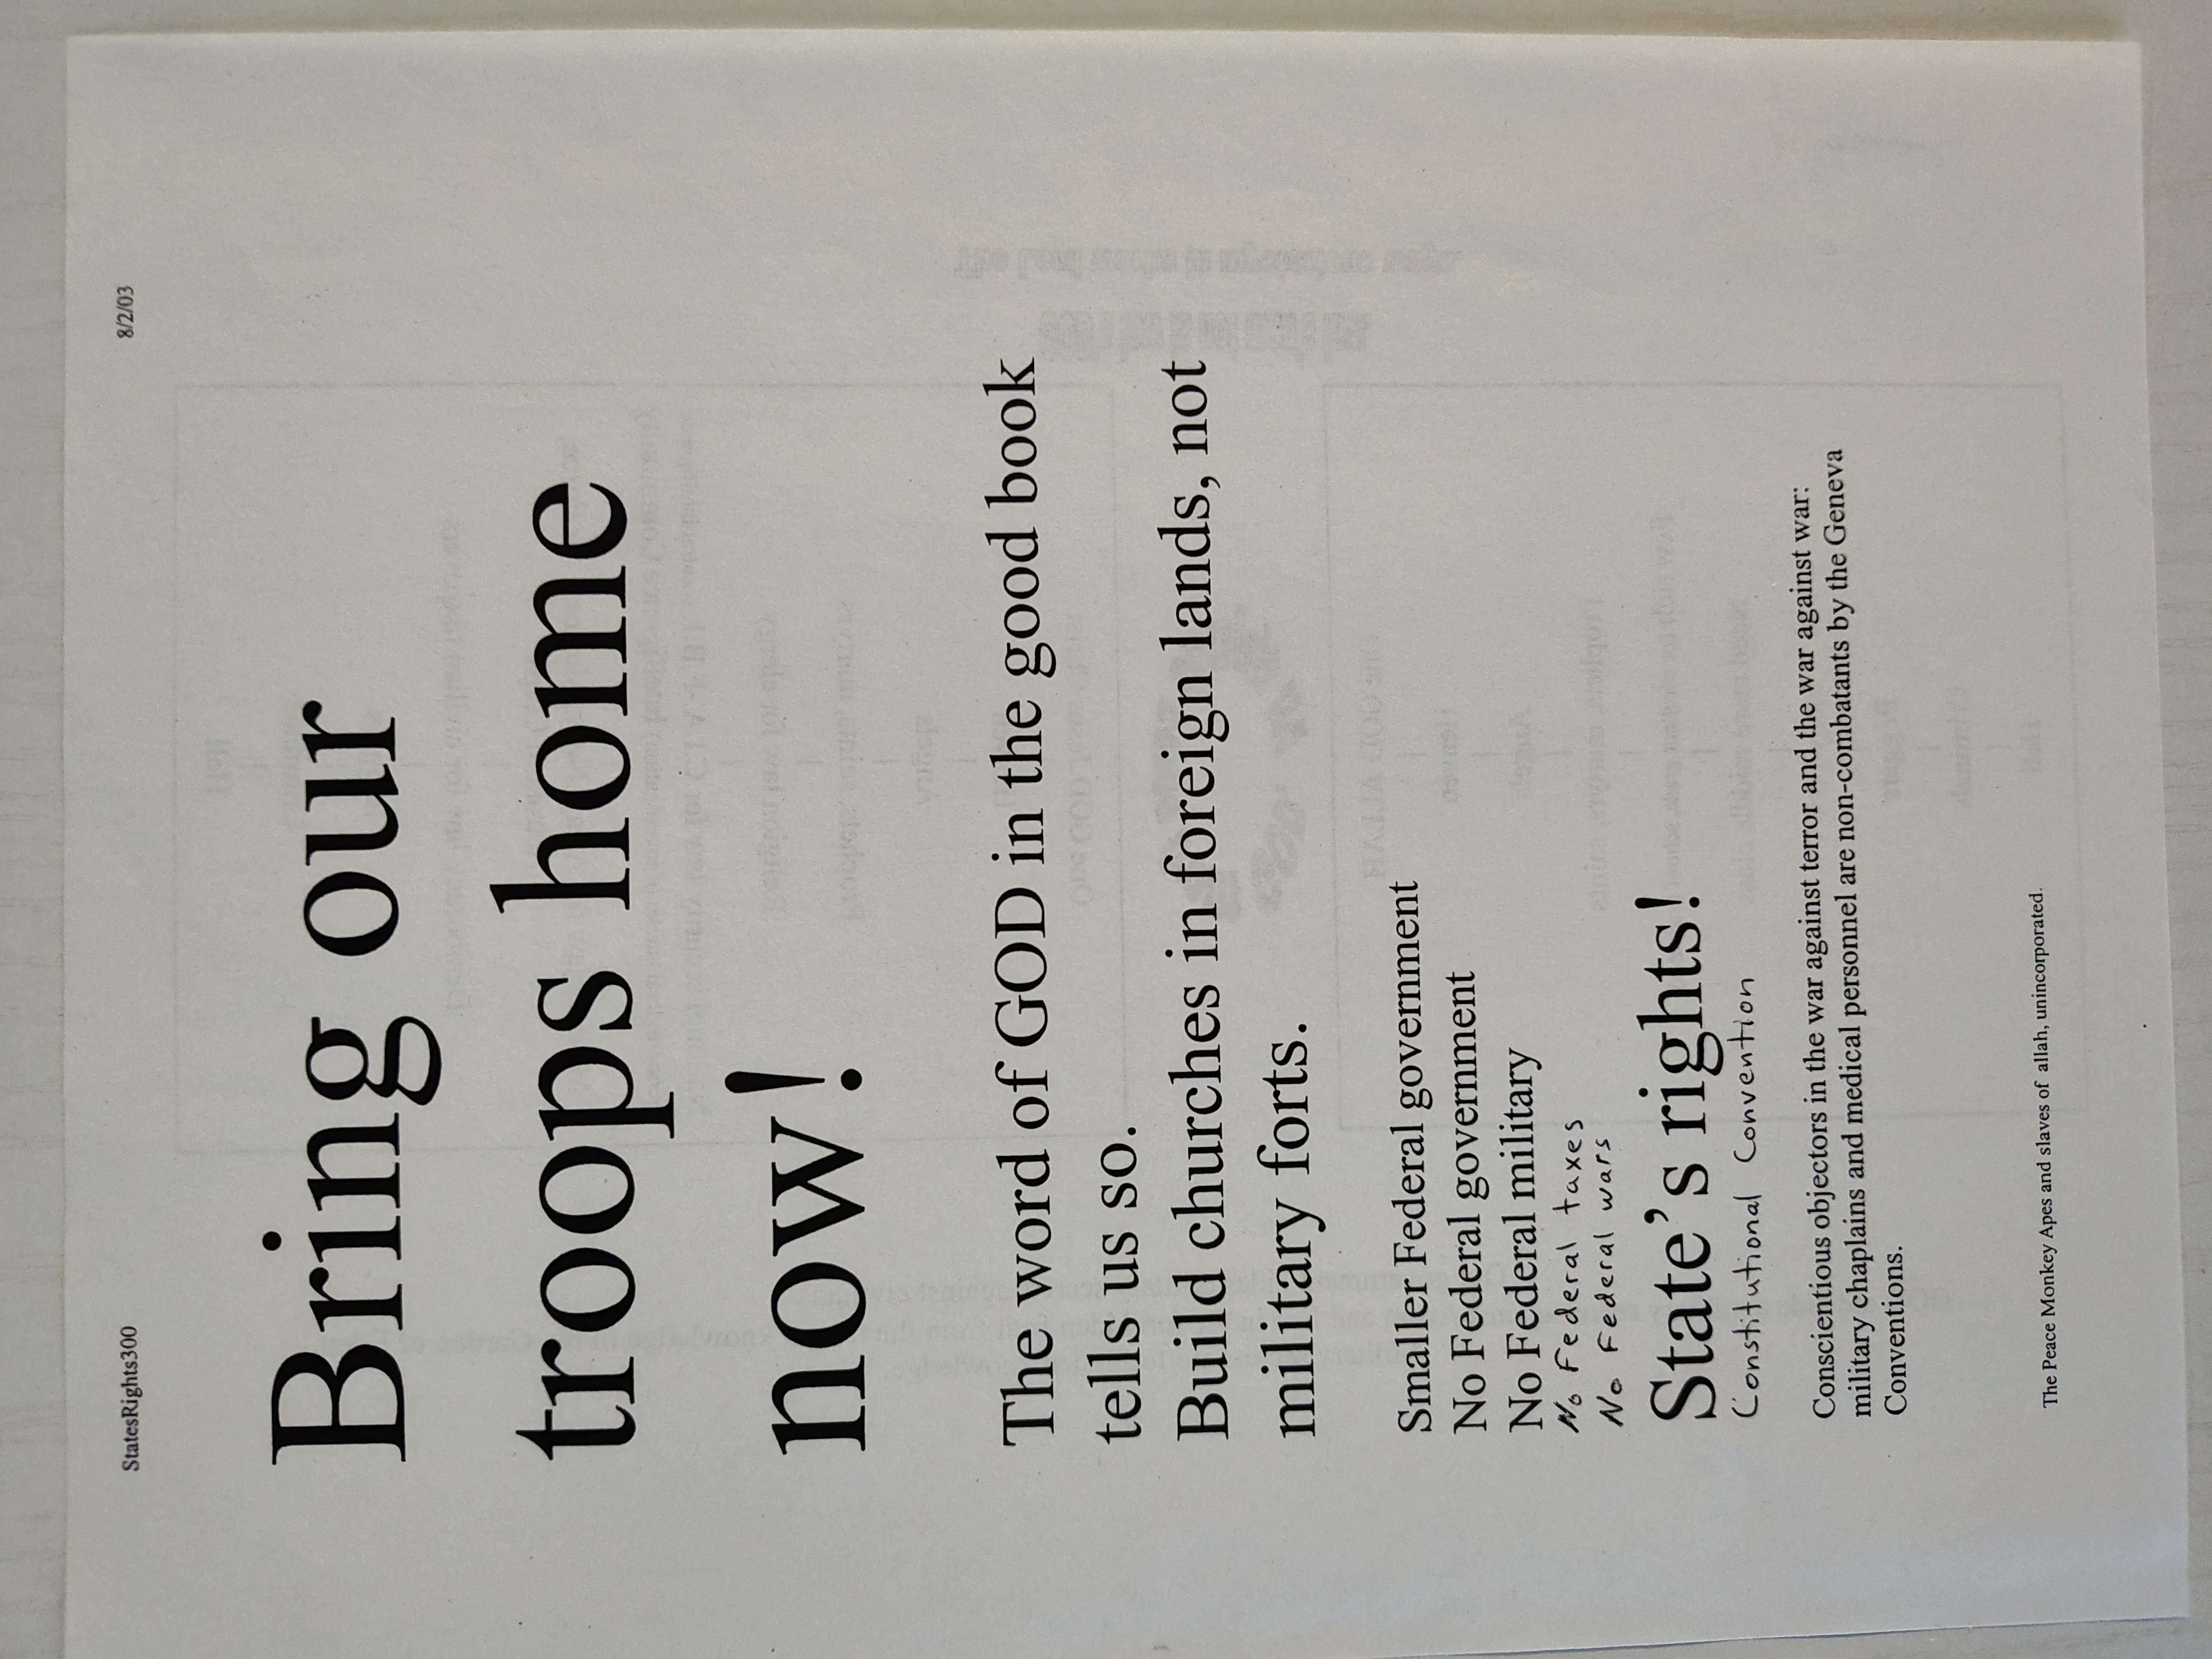 StatesRights300 8/2/03
Bring our
troops home
now!
The word of GOD in the good book
tells us so.
Build churches in foreign lands, not
military forts.
Smaller Federal government
No Federal government
No Federal military
No Federal taxes
No Federal wars
State's rights!
Constitutional Convention
Conscientious objectors in the war against terror and the war against war:
military chaplains and medical personnel are non-combatants by the Geneva
Conventions.
The Peace Monkey Apes and slaves of allah, unincorporated.